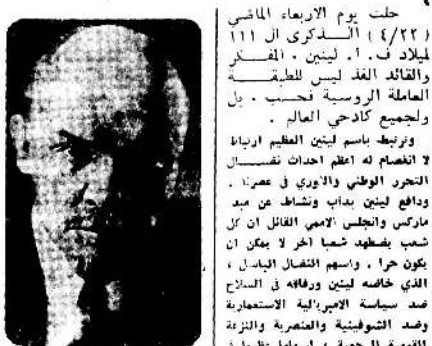 حلت يوم الاربعاء الماضي
( ٤/٢٢ ) الـذكرى ال ١١١
لميلاد ف . ا . لينين . المفكر
والقائد الفذ ليس للطبقة
العاملة الروسية فحسب . بل
ولجميع كادحي العالم .
وترتبط باسم لينين العظيم ارتباط
لا انفصام له اعظم احداث نضـال
التحرر الوطني والثوري في عصرنا .
ودافع لينين بدأب ونشاط عن مبدأ
ماركس وانجلس الاممي القائل ان كل
شعب يضطهد شعبا اخر لا يمكن ان
يكون حرا . واسهم النضال الباسل ،
الذي خاضه لينين ورفاقه في السلاح
ضد سياسة الامبريالية الاستعمارية
وضد الشوفينية والعنصرية والنزعة